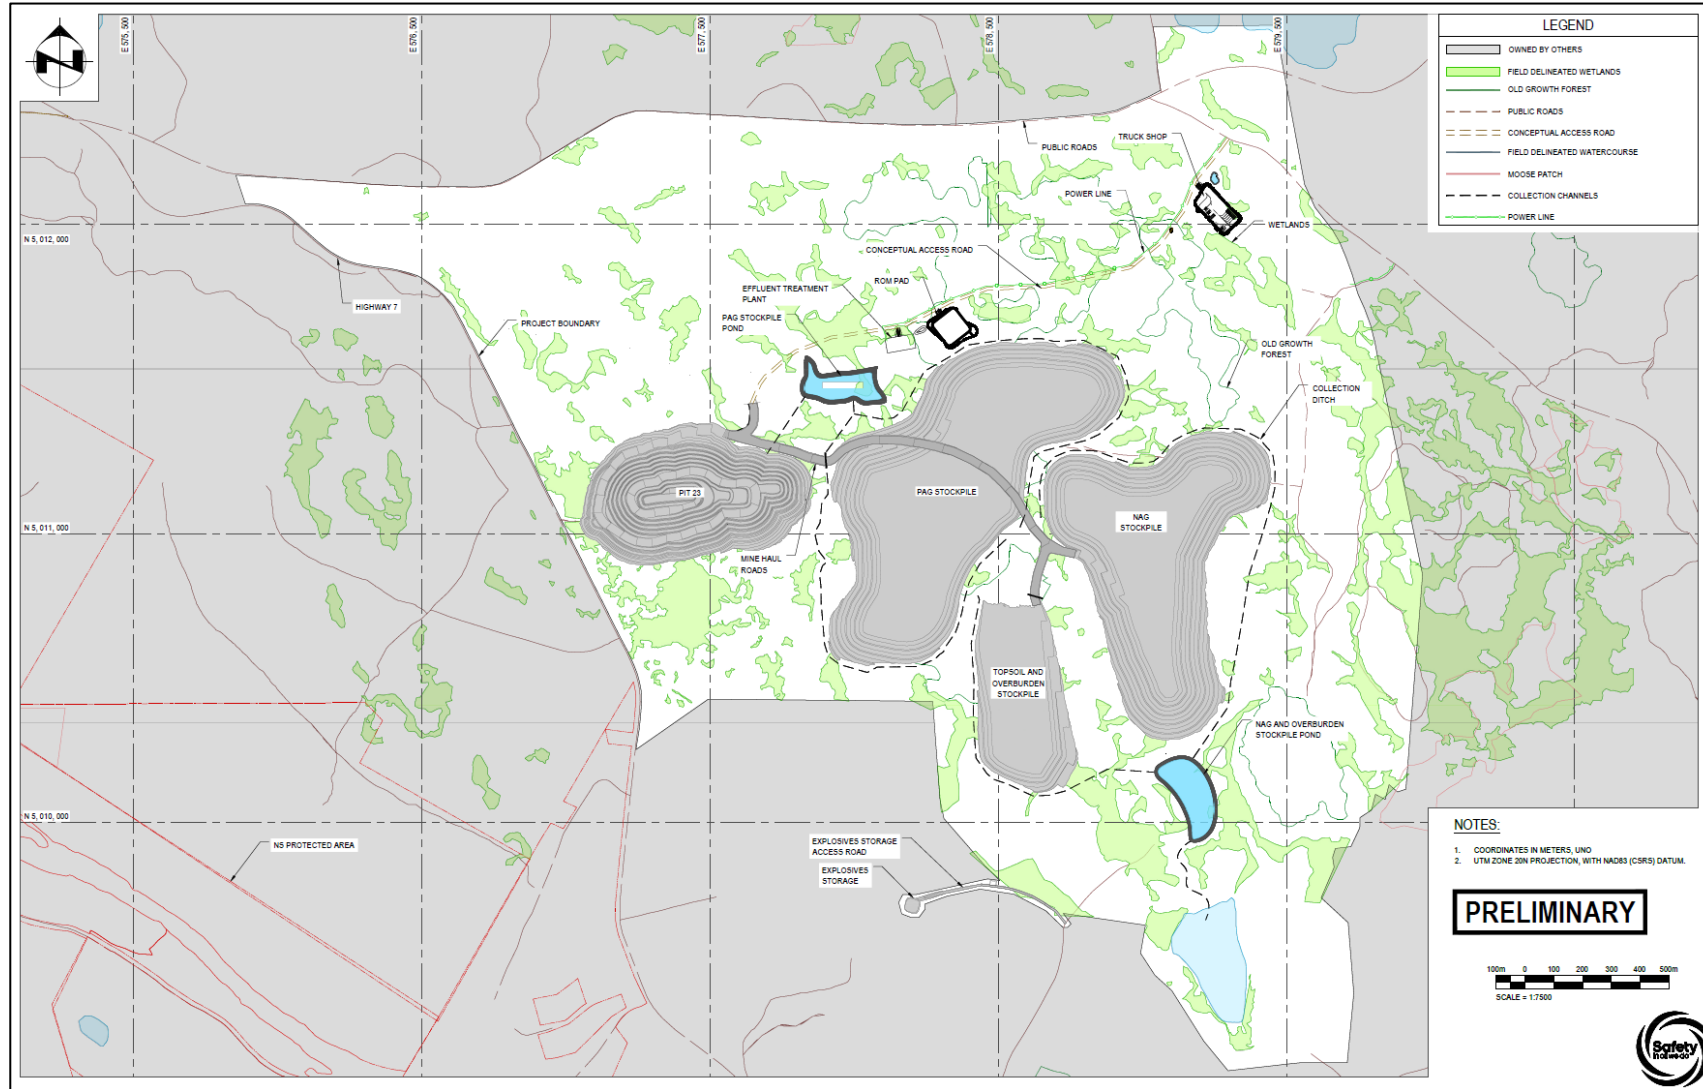 E 575, 500
E 576, 500
E 577, 500
E 578, 500
E 579, 500
N
LEGEND
OWNED BY OTHERS
FIELD DELINEATED WETLANDS
OLD GROWTH FOREST
PUBLIC ROADS
CONCEPTUAL ACCESS ROAD
FIELD DELINEATED WATERCOURSE
MOOSE PATCH
COLLECTION CHANNELS
POWER LINE
TRUCK SHOP
PUBLIC ROADS
POWER LINE
WETLANDS
N 5, 012, 000
CONCEPTUAL ACCESS ROAD
ROM PAD
EFFLUENT TREATMENT
PLANT
HIGHWAY 7
PROJECT BOUNDARY
PAG STOCKPILE
POND
OLD GROWTH
FOREST
COLLECTION
DITCH
PIT 23
PAG STOCKPILE
NAG
STOCKPILE
N 5, 011, 000
MINE HAUL
ROADS
TOPSOIL AND
OVERBURDEN
STOCKPILE
NAG AND OVERBURDEN
STOCKPILE POND
N 5, 010, 000
NS PROTECTED AREA
EXPLOSIVES STORAGE
ACCESS ROAD
EXPLOSIVES
STORAGE
NOTES:
1. COORDINATES IN METERS, UNO
2. UTM ZONE 20N PROJECTION, WITH NAD83 (CSRS) DATUM.
PRELIMINARY
100m 0 100 200 300 400 500m
SCALE = 1:7500
Safety
in all we do